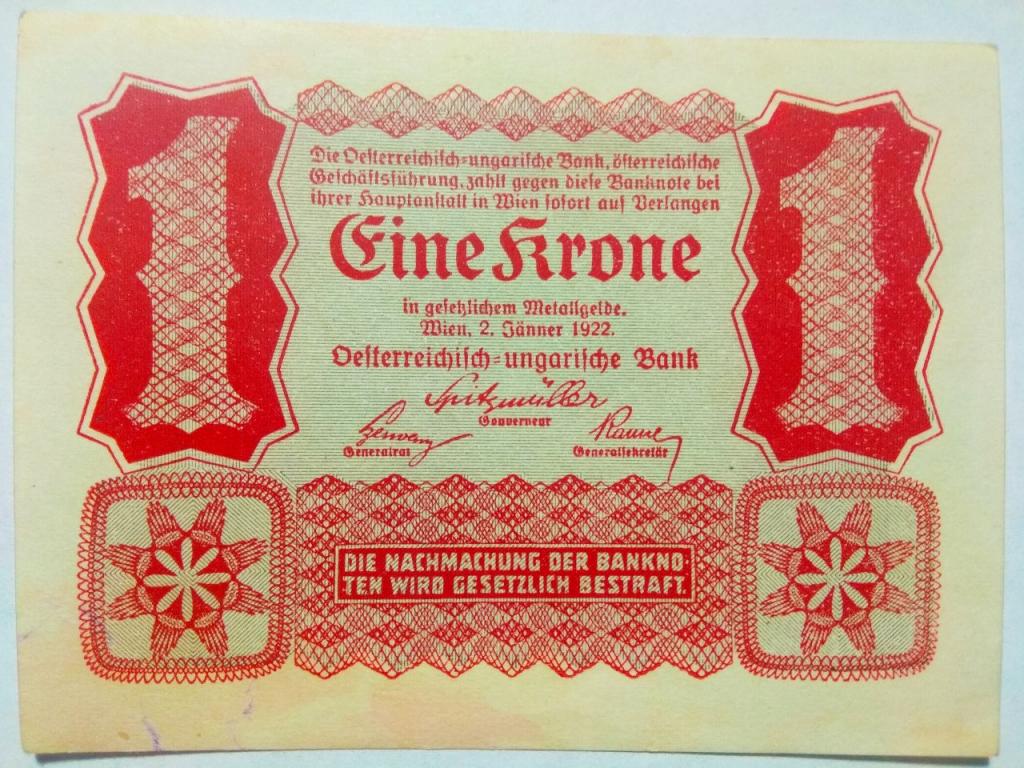 1
1
Die Oesterreichisch-ungarische Bank, österreichische
Geschäftsführung, zahlt gegen diese Banknote bei
ihrer Hauptanstalt in Wien sofort auf Verlangen
Eine Krone
in gesetzlichem Metallgelde.
Wien, 2. Jänner 1922.
Oesterreichisch-ungarische Bank
Spitzmüller
Gouverneur
Generalrat
Generalsekretär
DIE NACHMACHUNG DER BANKNO-
TEN WIRD GESETZLICH BESTRAFT.